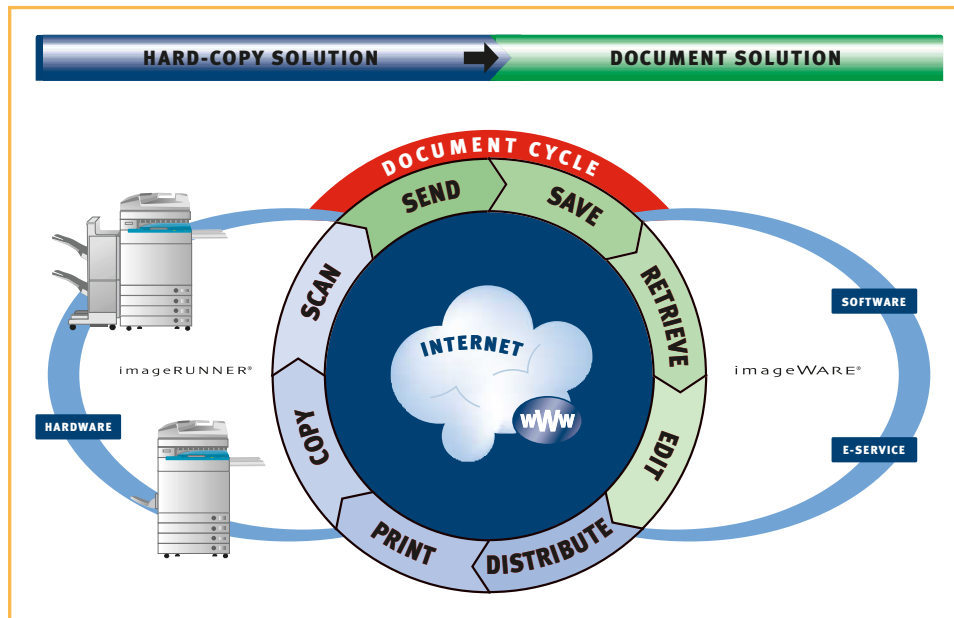 HARD-COPY SOLUTION
DOCUMENT SOLUTION
DOCUMENT CYCLE
SEND
SAVE
SCAN
RETRIEVE
SOFTWARE
INTERNET
imageRUNNER®
imageWARE®
WWW
COPY
HARDWARE
EDIT
E-SERVICE
PRINT
DISTRIBUTE